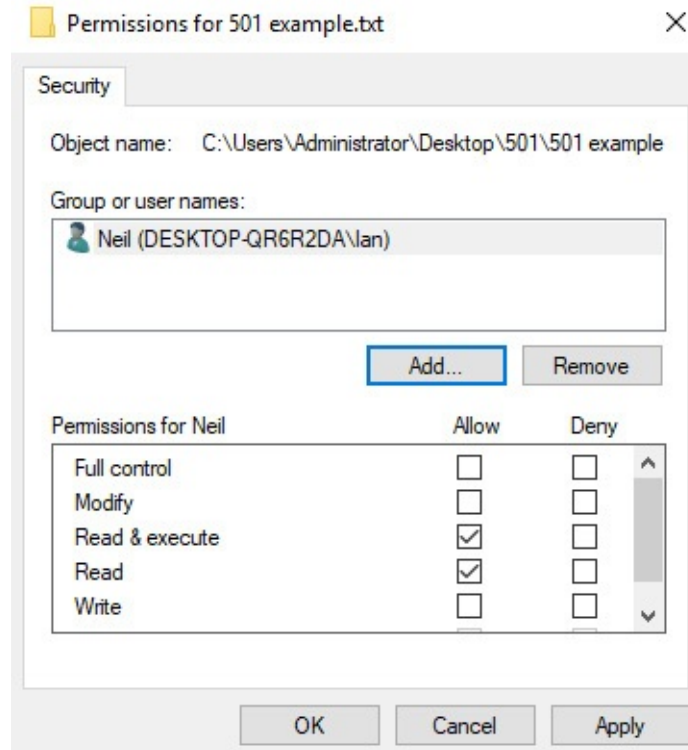 Permissions for 501 example.txt
Security
Object name: C:\Users\Administrator\Desktop\501\501 example
Group or user names:
Neil (DESKTOP-QR6R2DA\Ian)
Add... Remove
Permissions for Neil Allow Deny
Full control
Modify
Read & execute
Read
Write
OK Cancel Apply